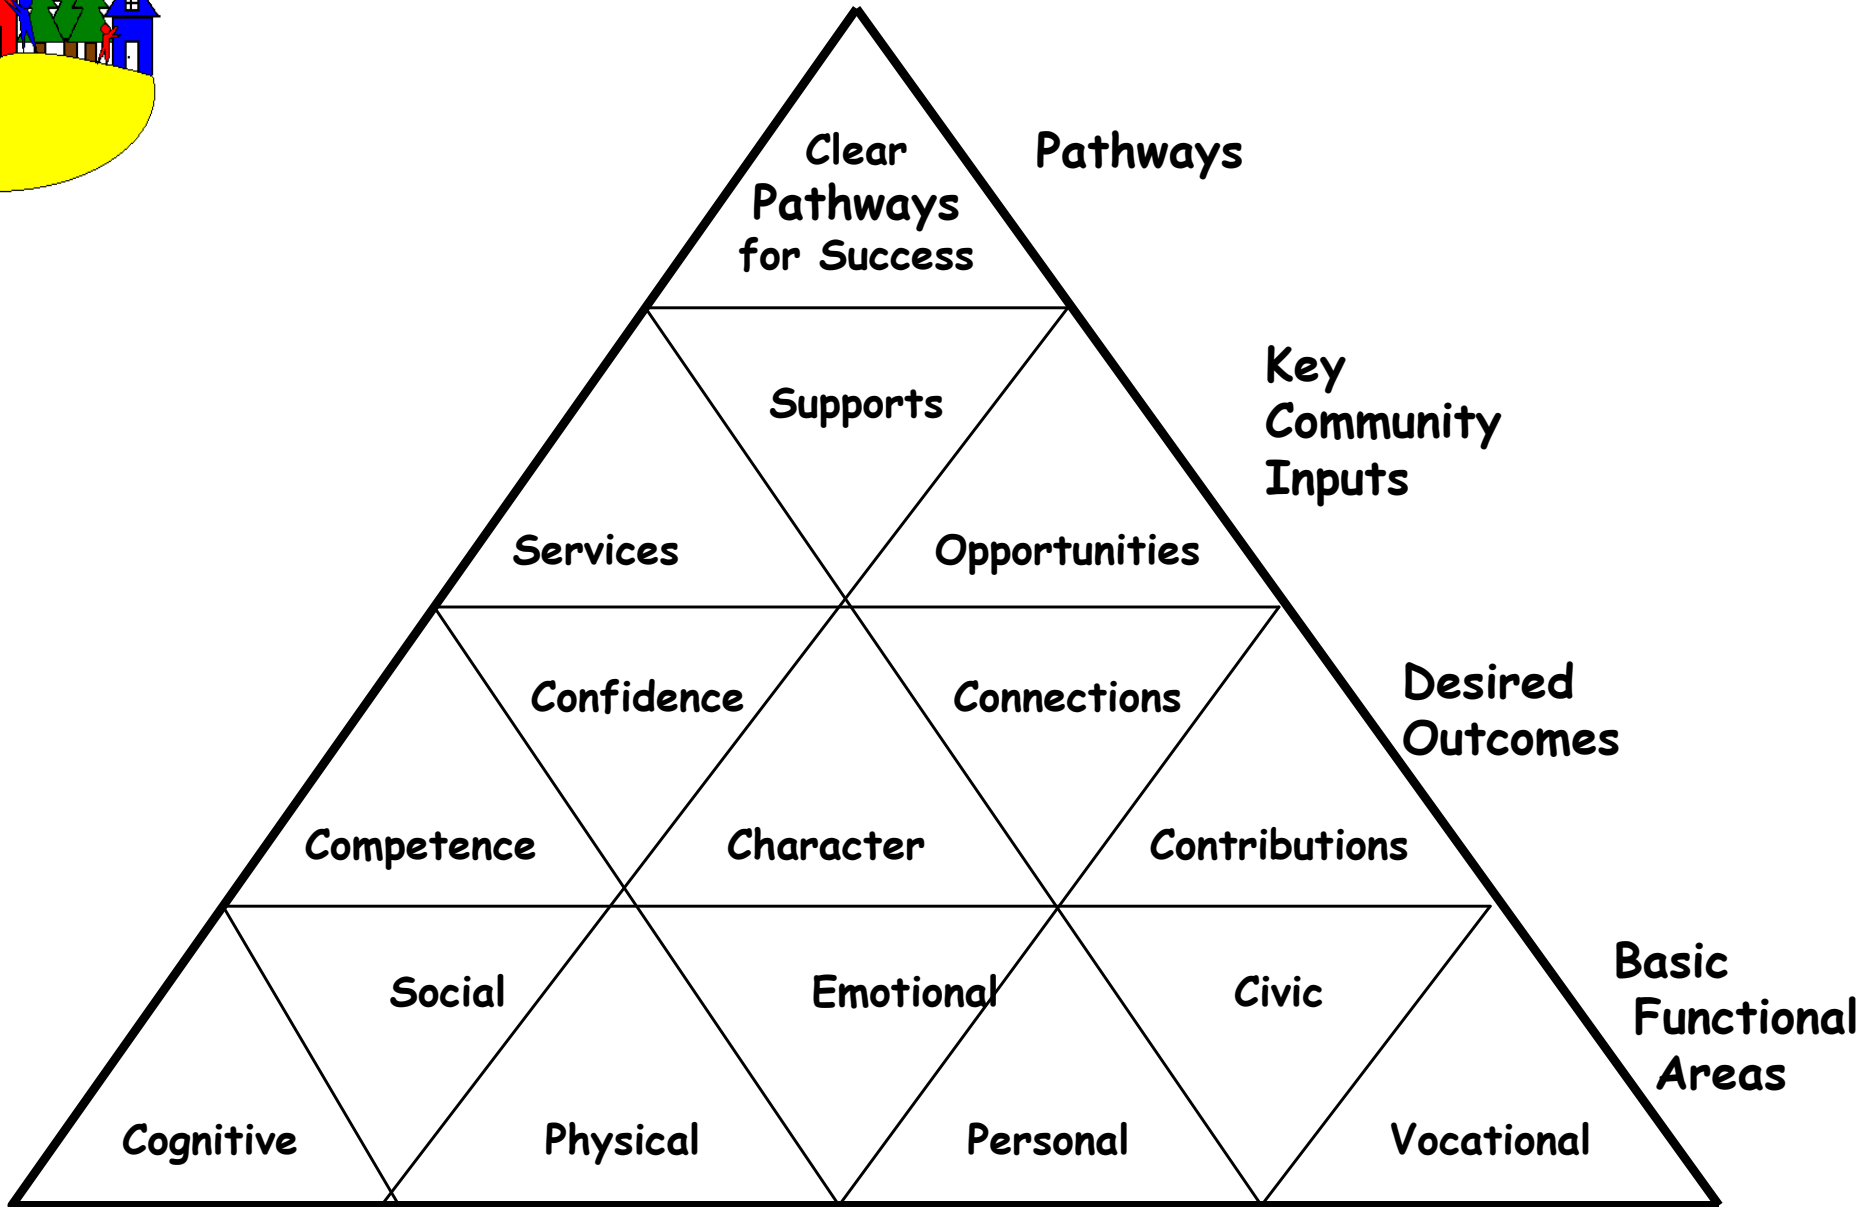 Clear
Pathways
for Success
Pathways
Supports
Key
Community
Inputs
Services
Opportunities
Confidence
Connections
Desired
Outcomes
Competence
Character
Contributions
Social
Emotional
Civic
Basic
Functional
Areas
Cognitive
Physical
Personal
Vocational